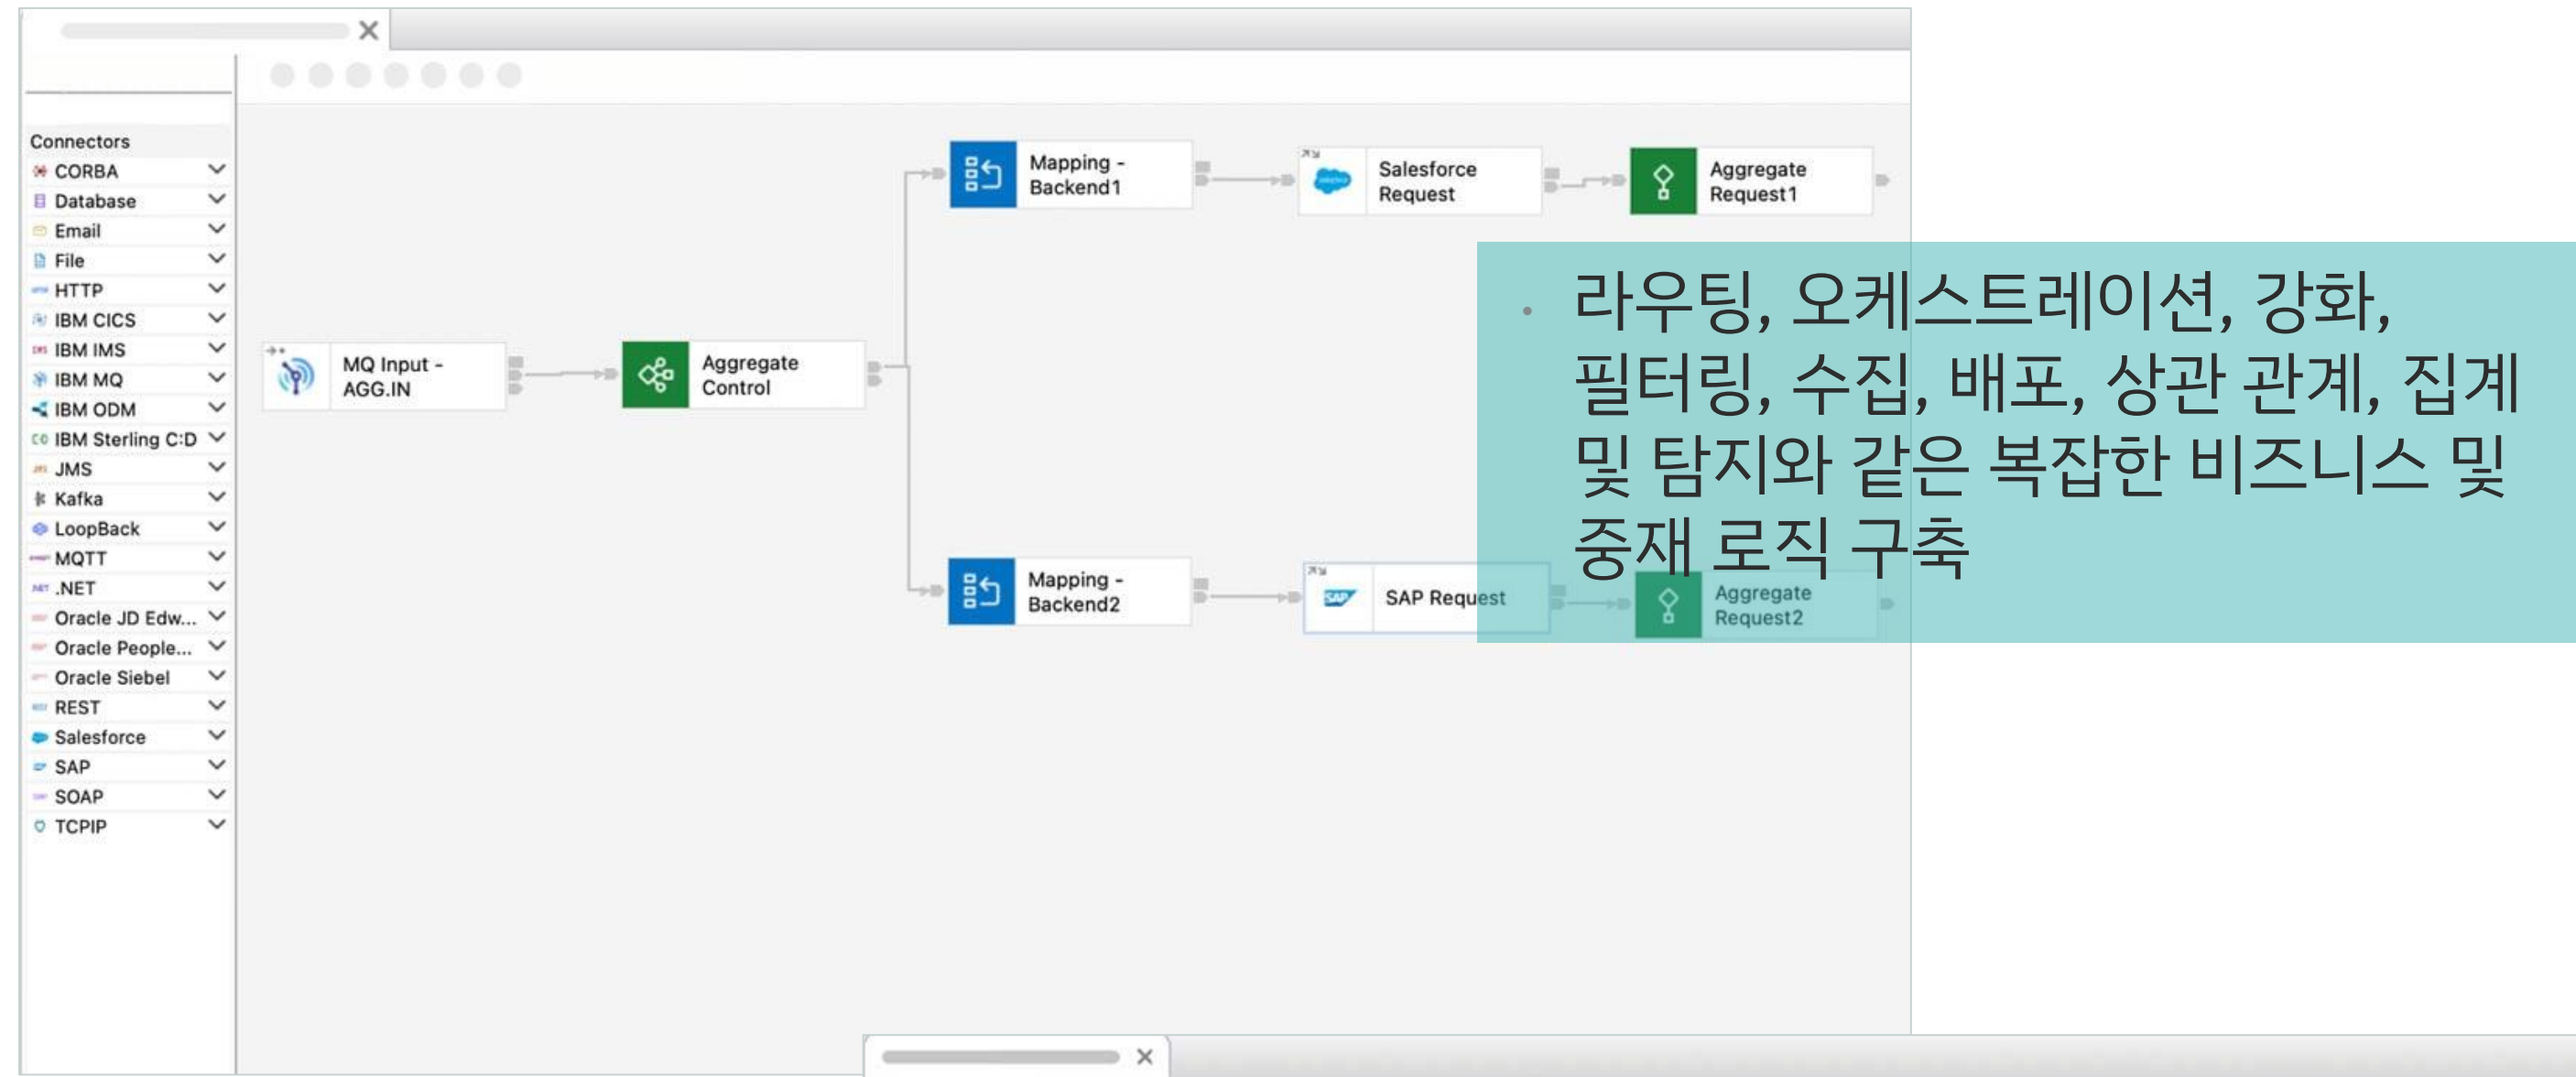 Connectors
CORBA
Database
Email
File
HTTP
IBM CICS
IBM IMS
IBM MQ
IBM ODM
IBM Sterling C:D
JMS
Kafka
LoopBack
MQTT
.NET
Oracle JD Edw...
Oracle People...
Oracle Siebel
REST
Salesforce
SAP
SOAP
TCPIP
MQ Input -
AGG.IN
Aggregate
Control
Mapping -
Backend1
Salesforce
Request
Aggregate
Request1
Mapping -
Backend2
SAP
SAP Request
Aggregate
Request2
• 라우팅, 오케스트레이션, 강화,
필터링, 수집, 배포, 상관 관계, 집계
및 탐지와 같은 복잡한 비즈니스 및
중재 로직 구축